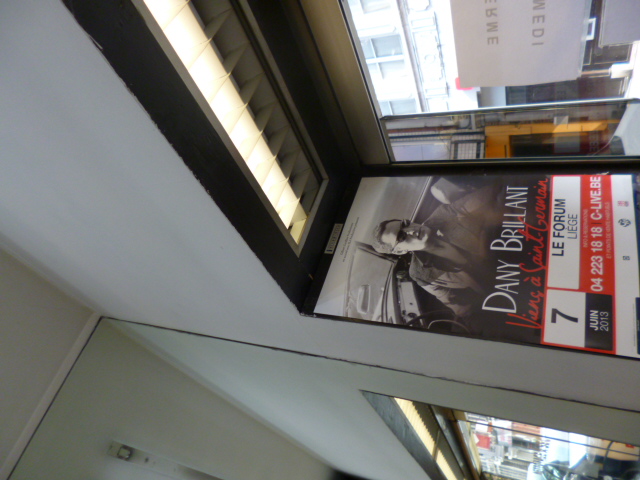 MEDI
ERME
DANY BRILLANT
Viens à Saint-Germain
7
JUIN
2013
LE FORUM
LIÈGE
04 223 18 18
C-LIVE.BE